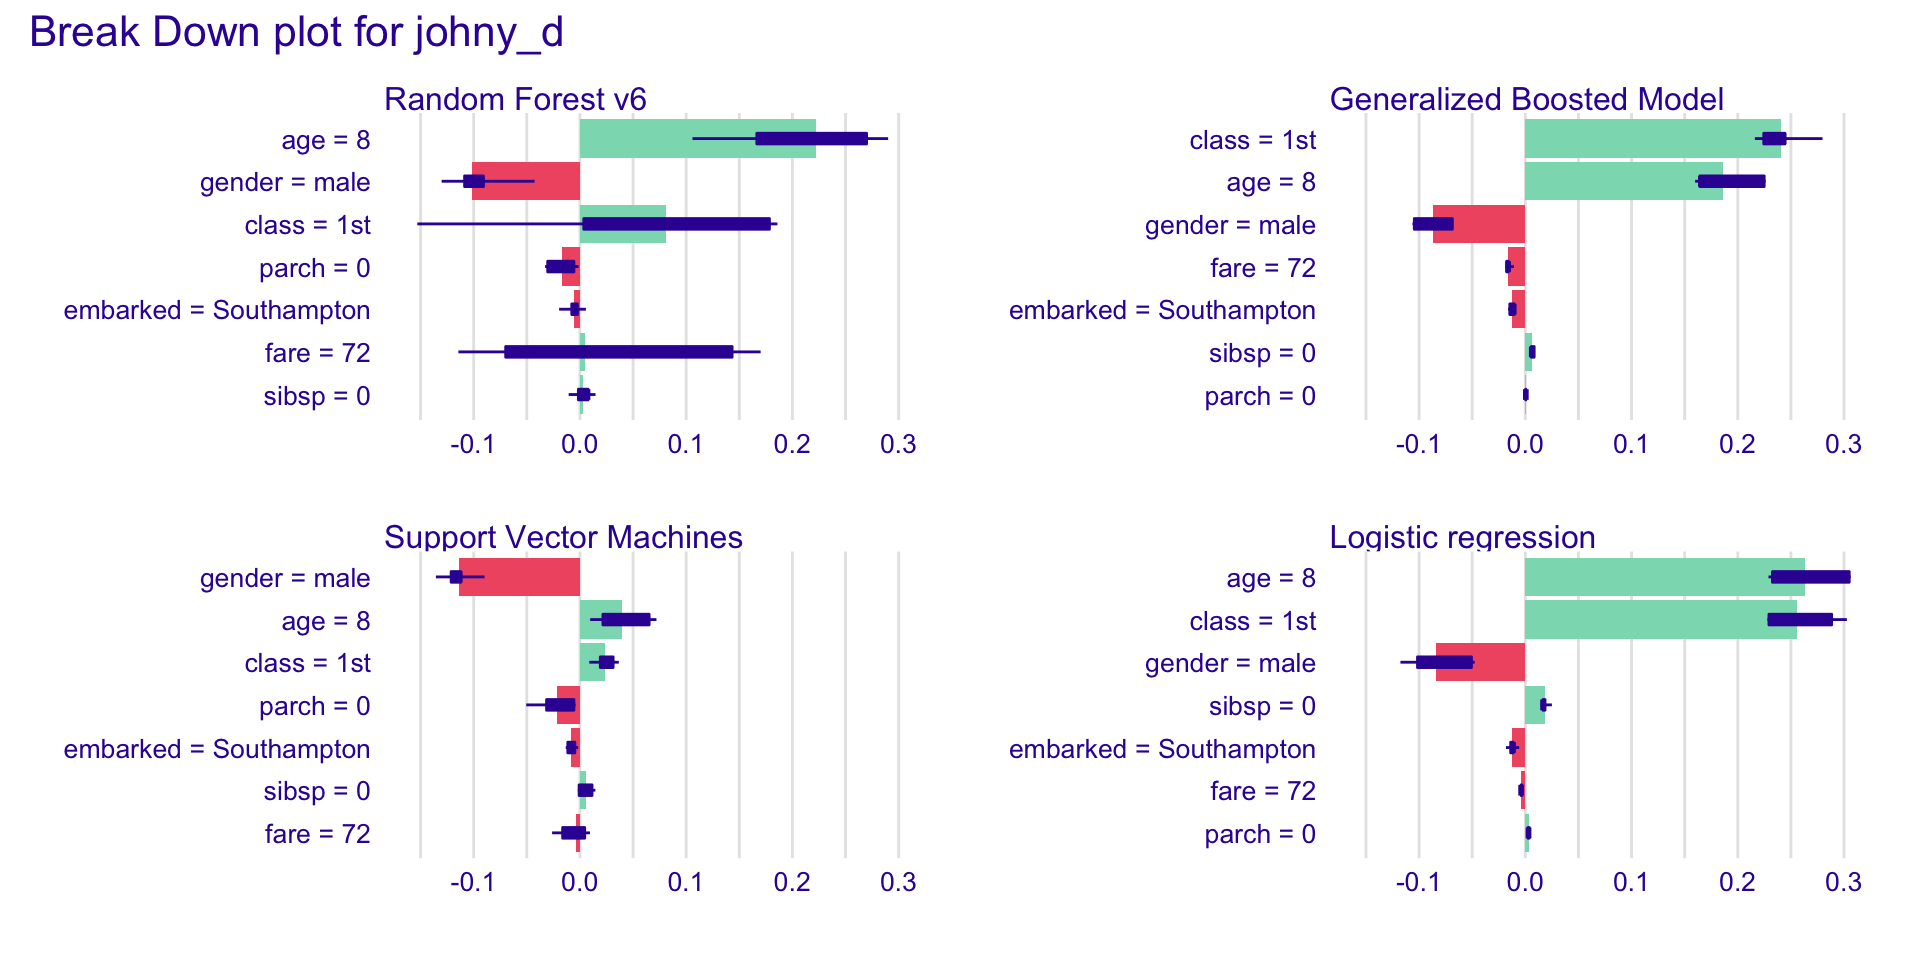 Break Down plot for johny_d
Random Forest v6
age = 8
gender = male
class = 1st
parch = 0
embarked = Southampton
fare = 72
sibsp = 0
-0.1 0.0 0.1 0.2 0.3
Generalized Boosted Model
class = 1st
age = 8
gender = male
fare = 72
embarked = Southampton
sibsp = 0
parch = 0
-0.1 0.0 0.1 0.2 0.3
Support Vector Machines
gender = male
age = 8
class = 1st
parch = 0
embarked = Southampton
sibsp = 0
fare = 72
-0.1 0.0 0.1 0.2 0.3
Logistic regression
age = 8
class = 1st
gender = male
sibsp = 0
embarked = Southampton
fare = 72
parch = 0
-0.1 0.0 0.1 0.2 0.3